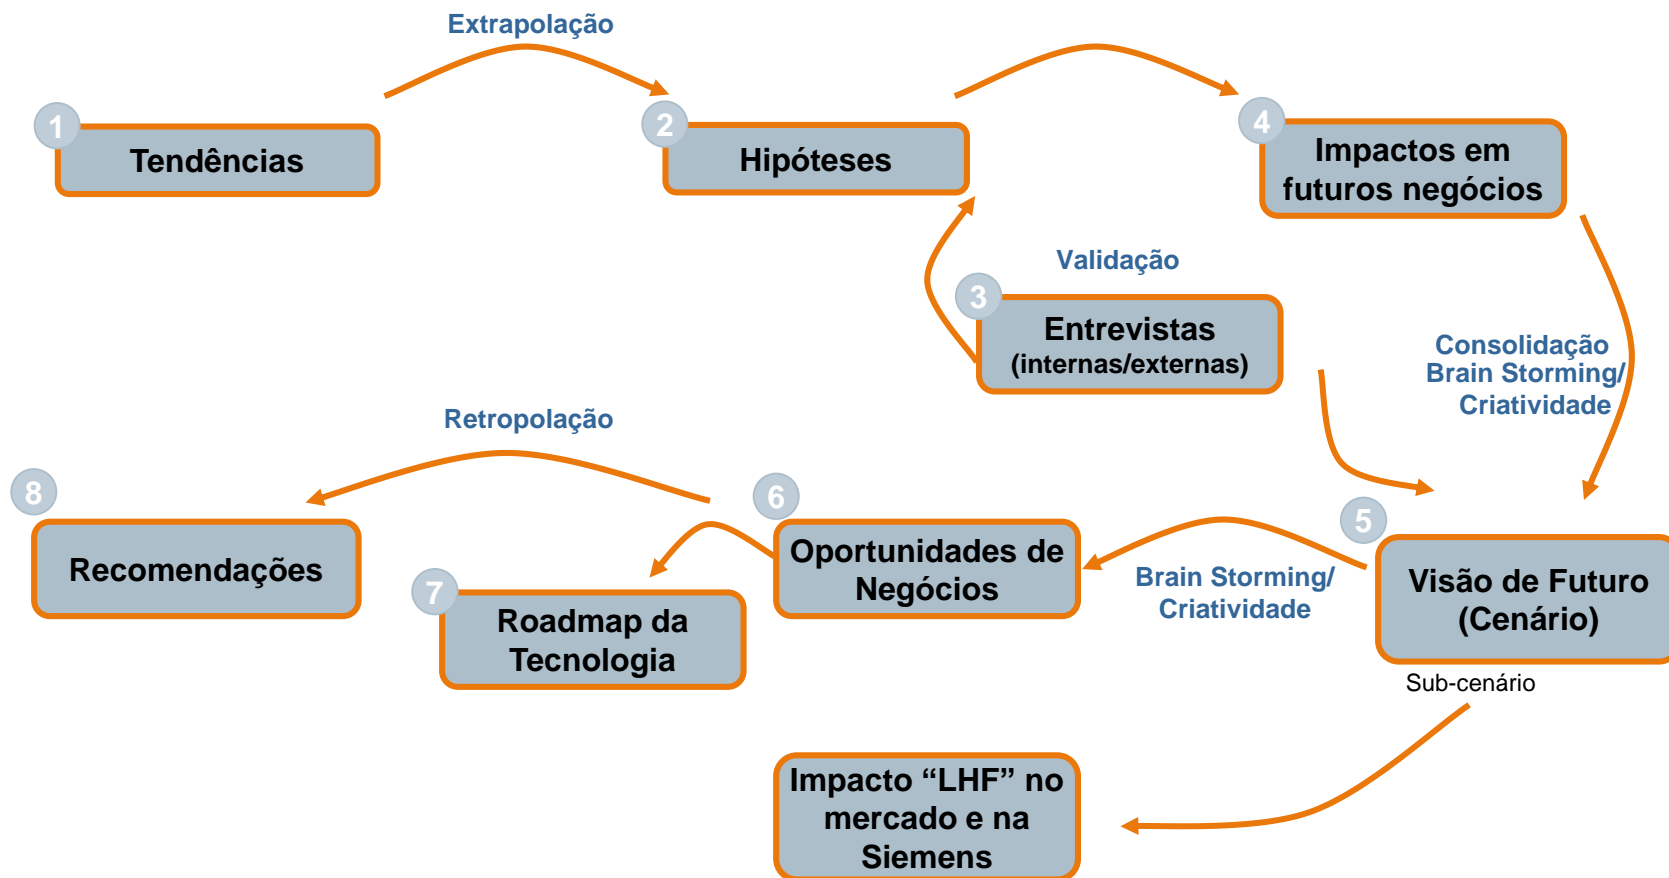 Extrapolação
1
Tendências
2
Hipóteses
4
Impactos em
futuros negócios
Validação
3
Entrevistas
(internas/externas)
Consolidação
Brain Storming/
Criatividade
Retropolação
8
Recomendações
7
Roadmap da
Tecnologia
6
Oportunidades de
Negócios
Brain Storming/
Criatividade
5
Visão de Futuro
(Cenário)
Sub-cenário
Impacto “LHF” no
mercado e na
Siemens